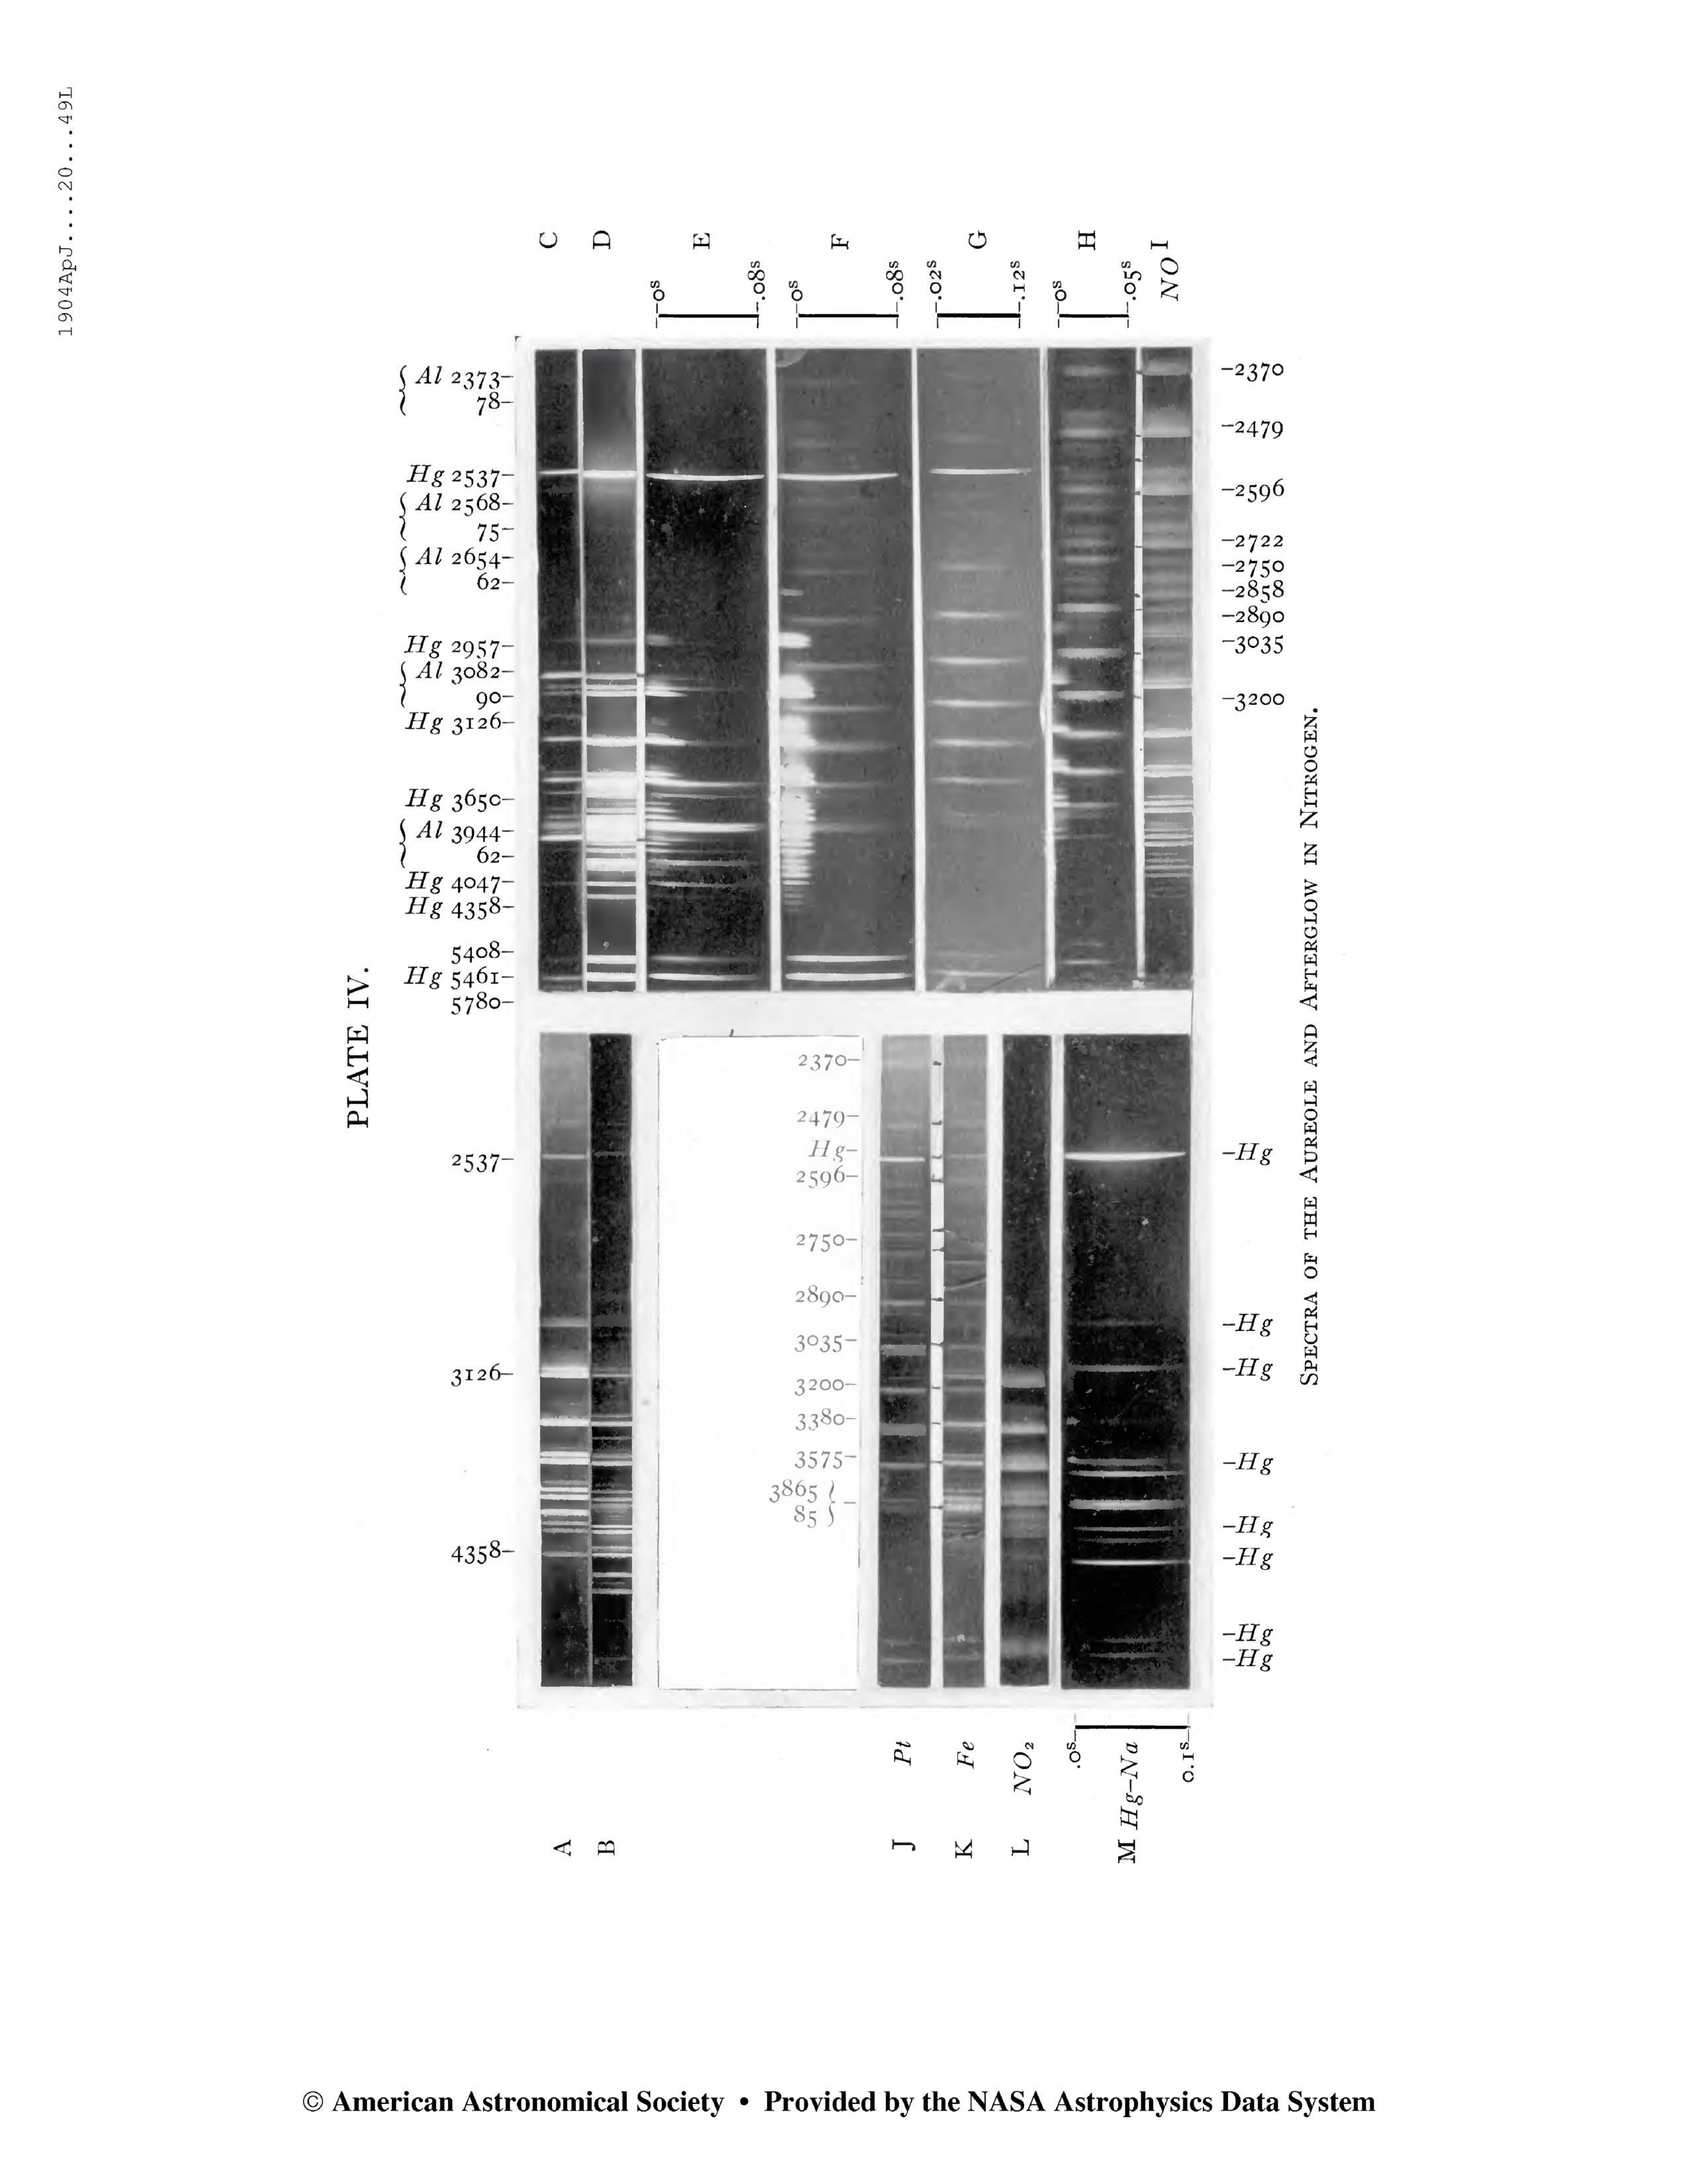 1904ApJ....20...49L
PLATE IV.
C
D
E
F
G
H
I
NO
-0s
-.08s
-0s
-.08s
-.02s
-.12s
-0s
-.05s
{ Al 2373-
78-
Hg 2537-
{ Al 2568-
75-
{ Al 2654-
62-
Hg 2957-
{ Al 3082-
90-
Hg 3126-
Hg 3650-
{ Al 3944-
62-
Hg 4047-
Hg 4358-
5408-
Hg 5461-
5780-
-2370
-2479
-2596
-2722
-2750
-2858
-2890
-3035
-3200
2537-
3126-
4358-
2370-
2479-
Hg-
2596-
2750-
2890-
3035-
3200-
3380-
3575-
3865 } -
85
-Hg
-Hg
-Hg
-Hg
-Hg
-Hg
-Hg
-Hg
A
B
J Pt
K Fe
L NO₂
M Hg-Na
.0s-
0.1s-
SPECTRA OF THE AUREOLE AND AFTERGLOW IN NITROGEN.
© American Astronomical Society • Provided by the NASA Astrophysics Data System